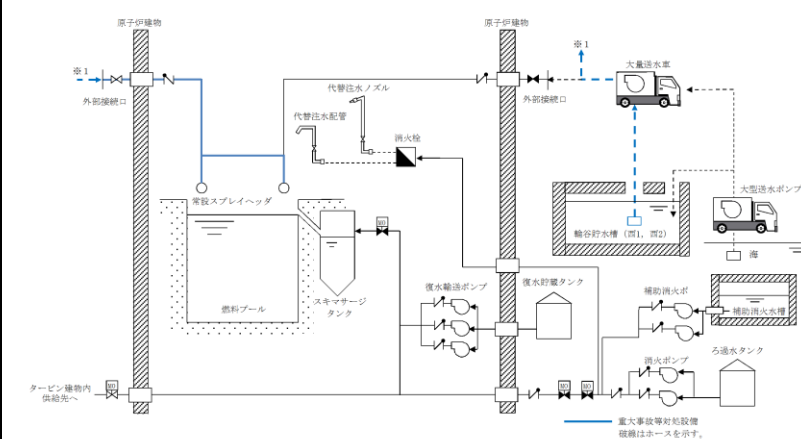 原子炉建物
原子炉建物
※1
※1
大量送水車
外部接続口
代替注水ノズル
外部接続口
代替注水配管
消火栓
大型送水ポンプ
常設スプレイヘッダ
輪谷貯水槽(西1,西2)
海
MO
復水輸送ポンプ
復水貯蔵タンク
補助消火ポ
スキマサージ
タンク
燃料プール
補助消火水槽
消火ポンプ
ろ過水タンク
タービン建物内
供給先へ
MO
MO
MO
重大事故等対処設備
破線はホースを示す。